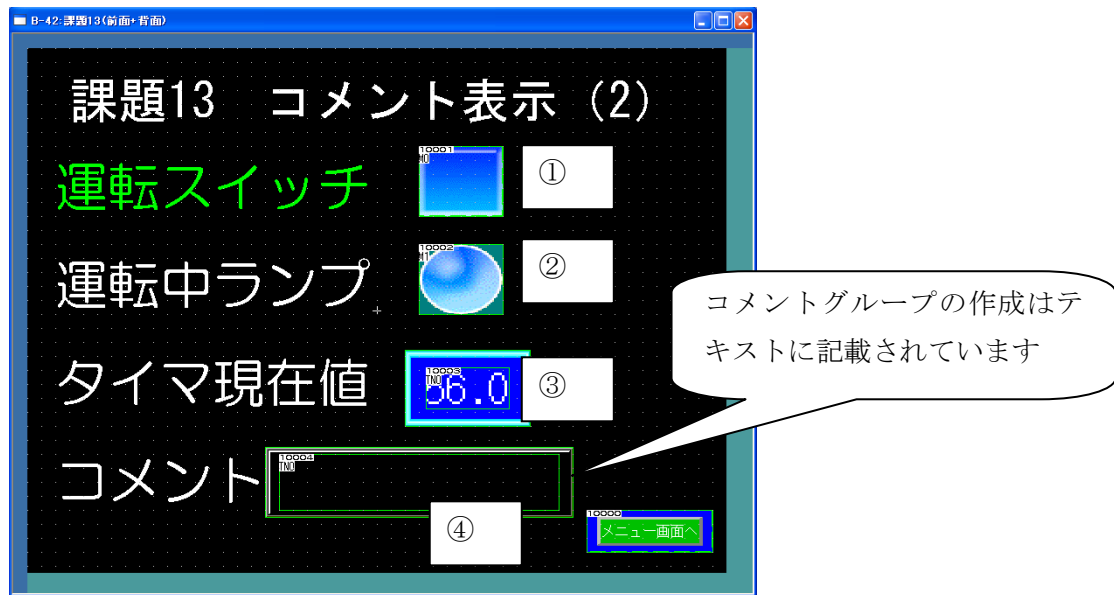 B-42:課題13(前面+背面)
課題13 コメント表示(2)
運転スイッチ
10001
M0
①
運転中ランプ
10002
M1
②
タイマ現在値
10003
TN0
36.0
③
コメント
10004
TN0
④
10000
メニュー画面へ
コメントグループの作成はテ
キストに記載されています